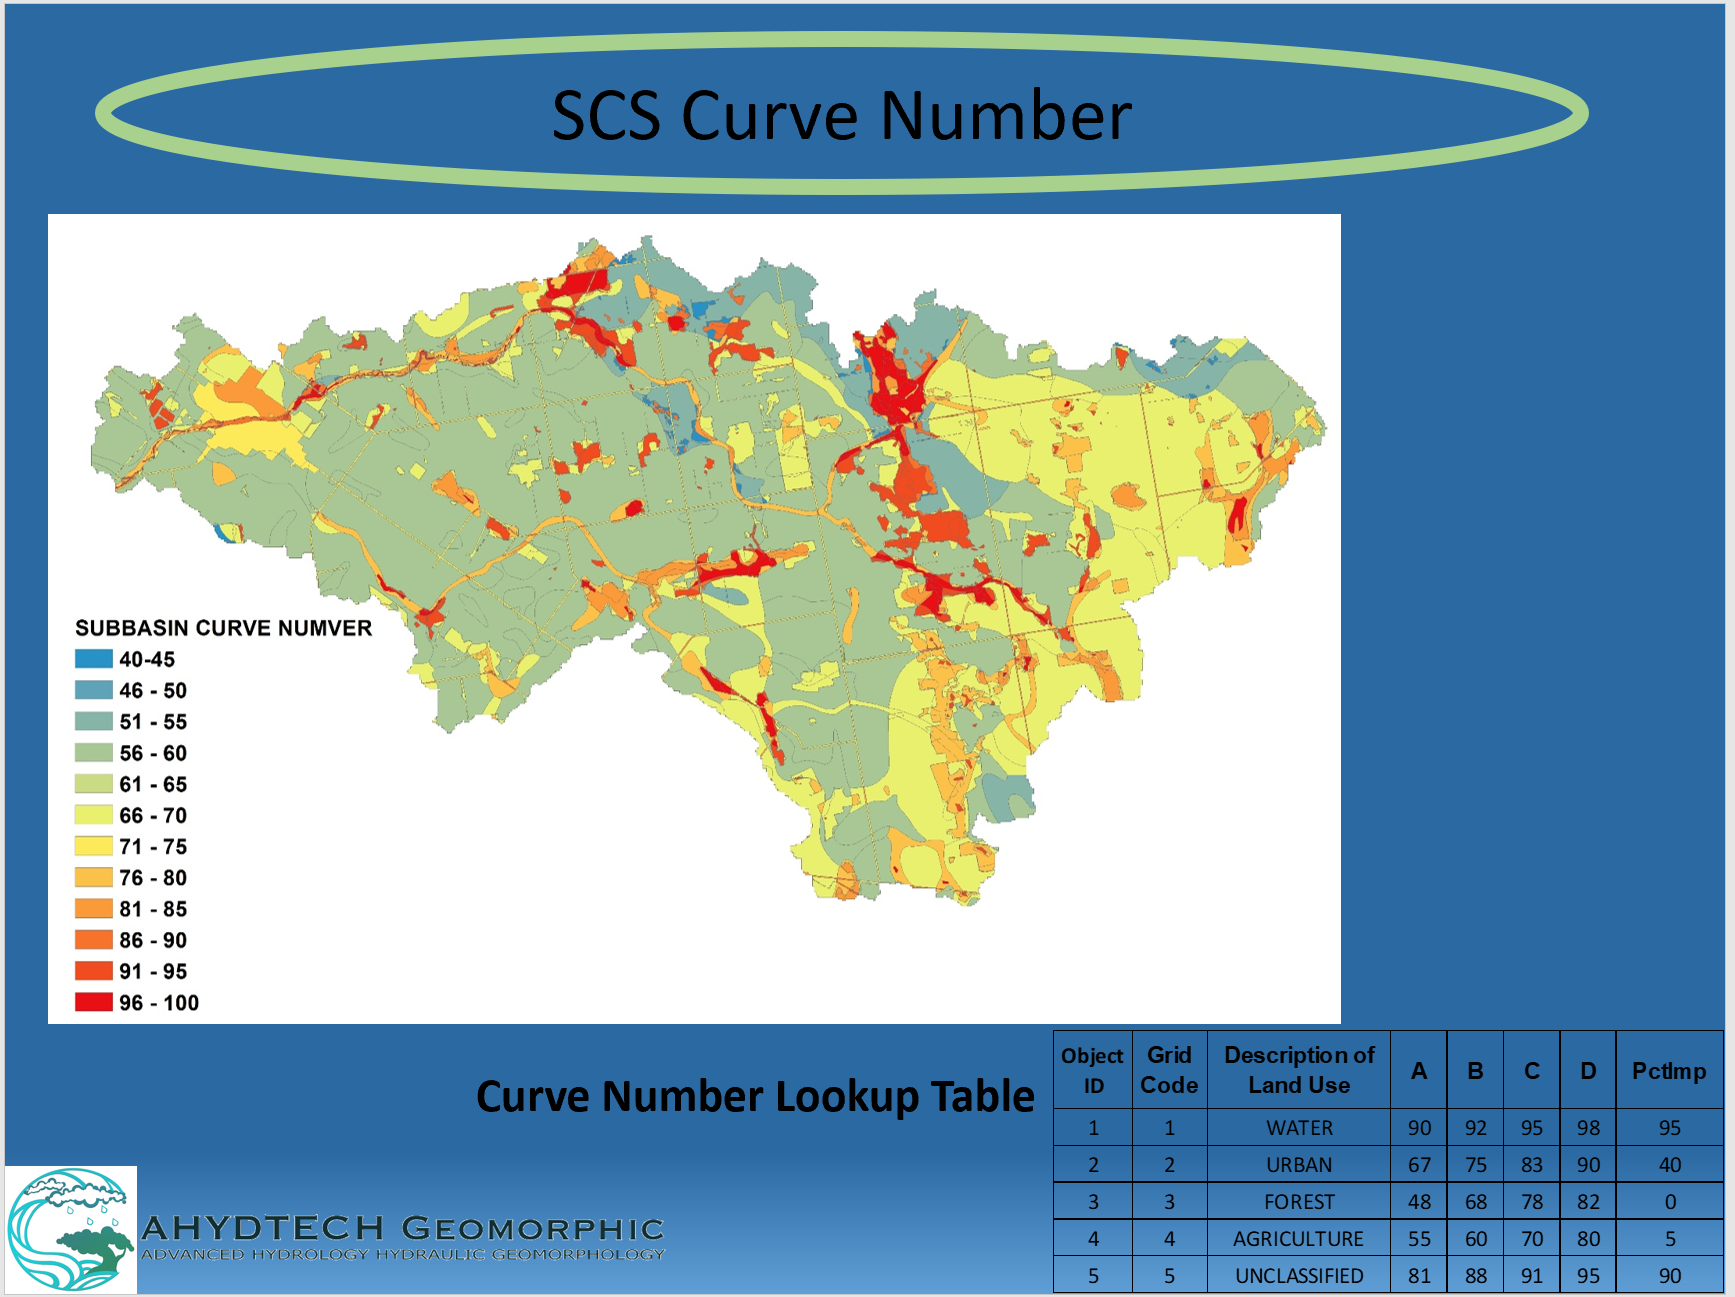 SCS Curve Number
SUBBASIN CURVE NUMVER
40-45
46 - 50
51 - 55
56 - 60
61 - 65
66 - 70
71 - 75
76 - 80
81 - 85
86 - 90
91 - 95
96 - 100
Curve Number Lookup Table
Object ID Grid Code Description of Land Use A B C D PctImp
1 1 WATER 90 92 95 98 95
2 2 URBAN 67 75 83 90 40
3 3 FOREST 48 68 78 82 0
4 4 AGRICULTURE 55 60 70 80 5
5 5 UNCLASSIFIED 81 88 91 95 90
AHYDTECH GEOMORPHIC
ADVANCED HYDROLOGY HYDRAULIC GEOMORPHOLOGY